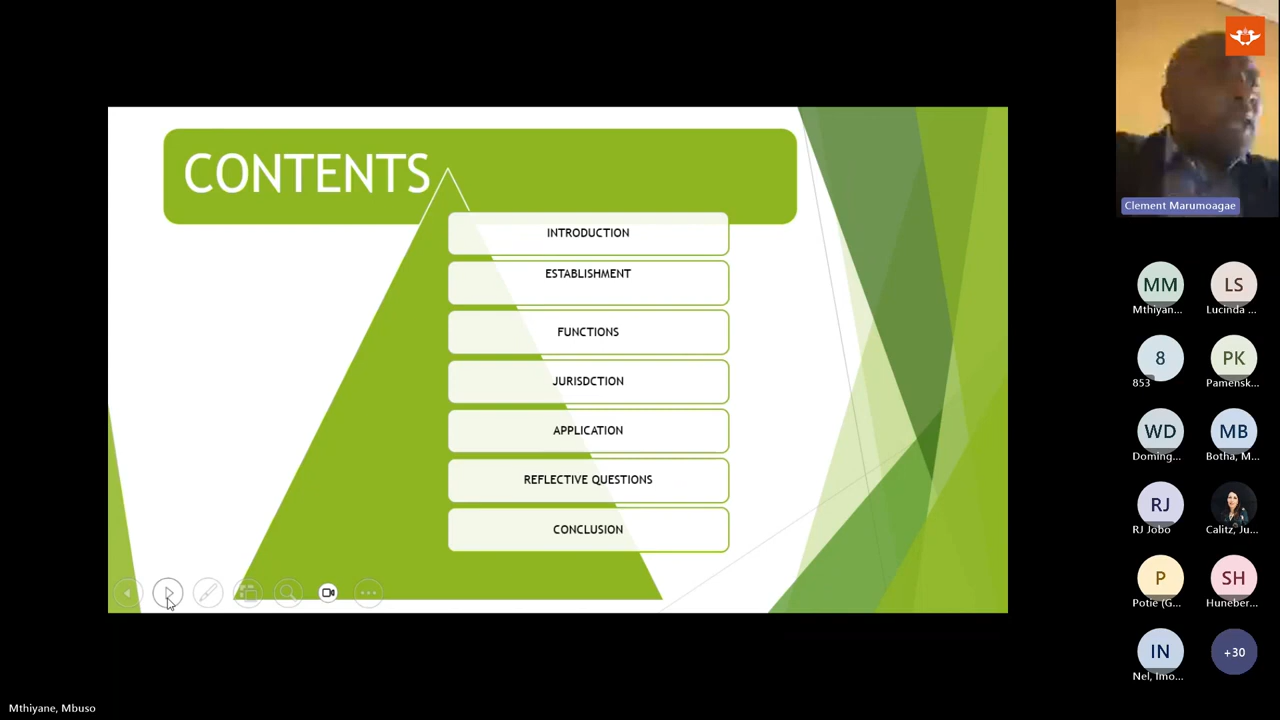 CONTENTS
INTRODUCTION
ESTABLISHMENT
FUNCTIONS
JURISDCTION
APPLICATION
REFLECTIVE QUESTIONS
CONCLUSION
Clement Marumoagae
MM
Mthiyan...
LS
Lucinda ...
8
853
PK
Pamensk...
WD
Doming...
MB
Botha, M...
RJ
RJ Jobo
Calitz, Ju...
P
Potie (G...
SH
Huneber...
IN
Nel, Imo...
+30
Mthiyane, Mbuso